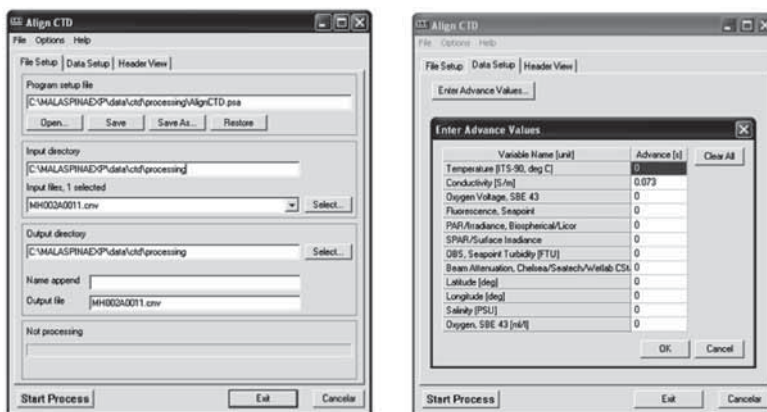 Align CTD
File Options Help
File Setup Data Setup Header View
Program setup file
C:\MALASPINAEXP\data\ctd\processing\AlignCTD.psa
Open... Save Save As... Restore
Input directory
C:\MALASPINAEXP\data\ctd\processing
Input files, 1 selected
MH002A0011.cnv
Select...
Output directory
C:\MALASPINAEXP\data\ctd\processing
Select...
Name append
Output file MH002A0011.cnv
Not processing
Start Process Exit Cancelar
Align CTD
File Options Help
File Setup Data Setup Header View
Enter Advance Values...
Enter Advance Values
Variable Name [unit] Advance [s] Clear All
Temperature [ITS-90, deg C] 0
Conductivity [S/m] 0.073
Oxygen Voltage, SBE 43 0
Fluorescence, Seapoint 0
PAR/Irradiance, Biospherical/Licor 0
SPAR/Surface Irradiance 0
OBS, Seapoint Turbidity [FTU] 0
Beam Attenuation, Chelsea/Seatech/Wetlab CSt 0
Latitude [deg] 0
Longitude [deg] 0
Salinity [PSU] 0
Oxygen, SBE 43 [ml/l] 0
OK Cancel
Start Process Exit Cancelar